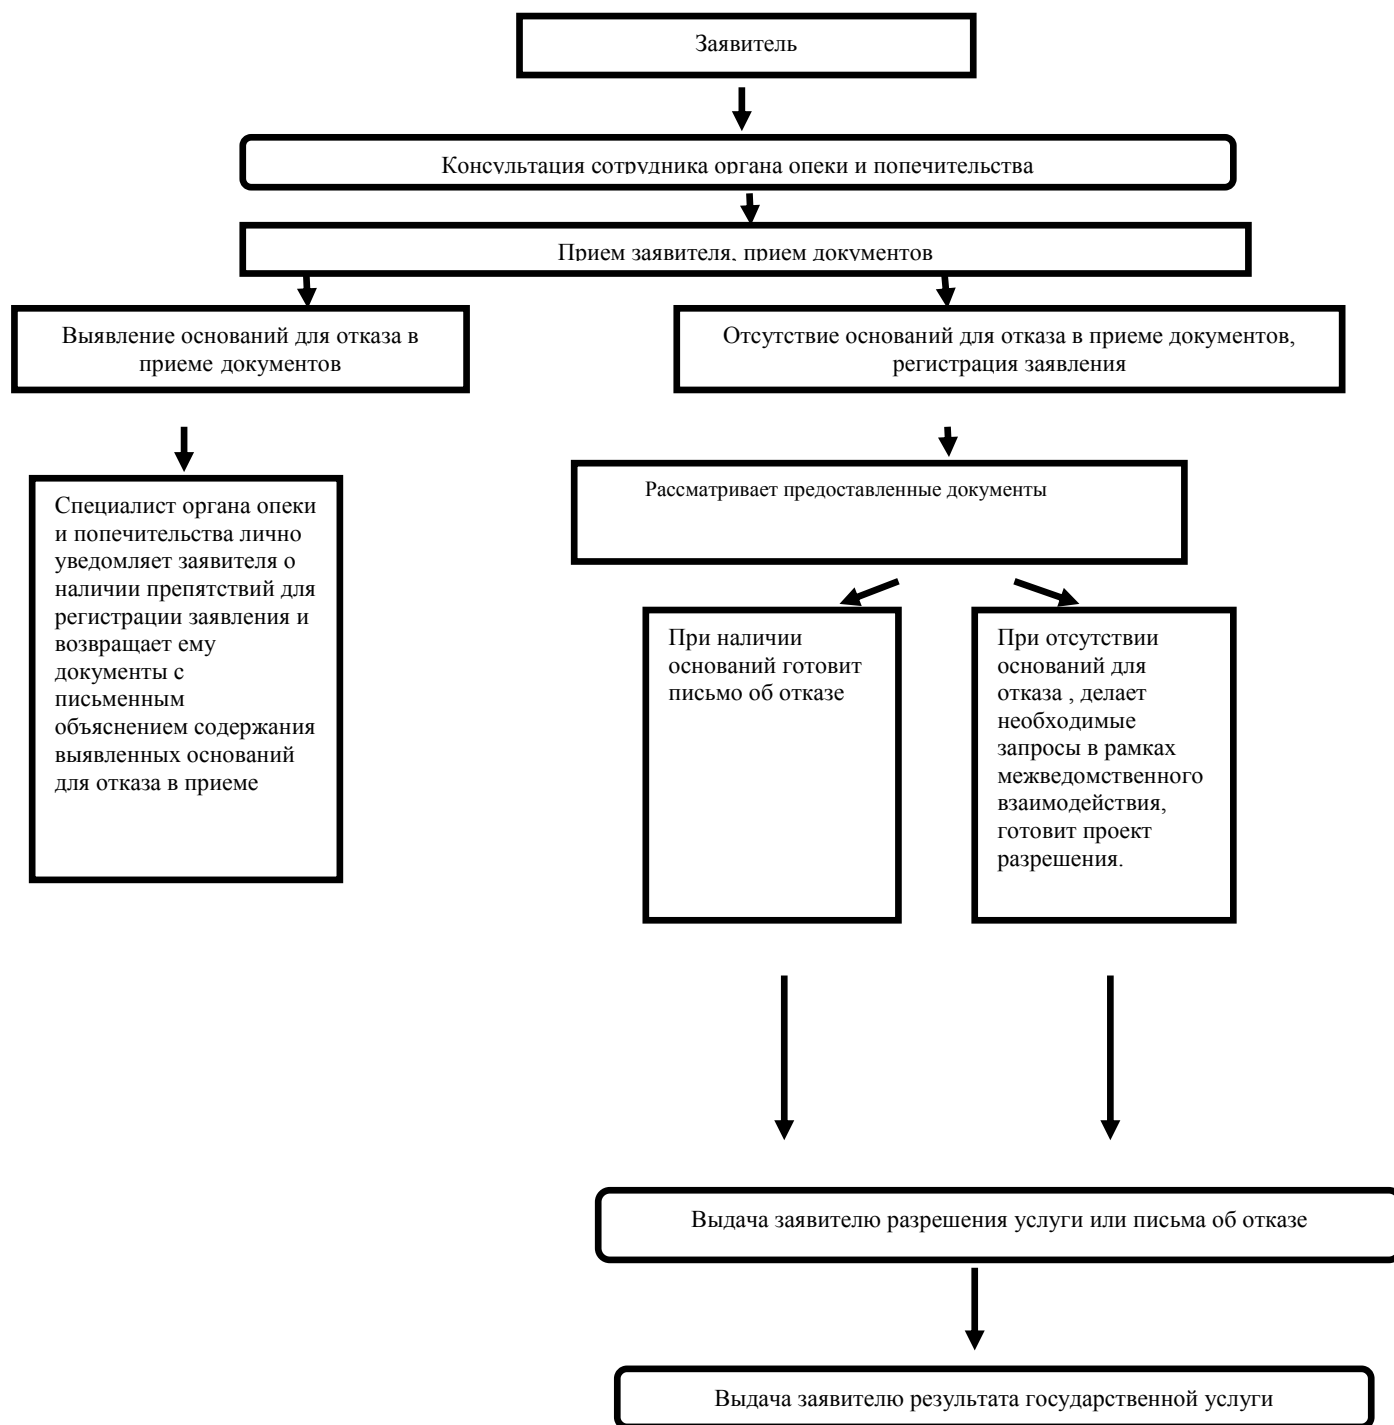 Заявитель
Консультация сотрудника органа опеки и попечительства
Прием заявителя, прием документов
Выявление оснований для отказа в
приеме документов
Отсутствие оснований для отказа в приеме документов,
регистрация заявления
Специалист органа опеки
и попечительства лично
уведомляет заявителя о
наличии препятствий для
регистрации заявления и
возвращает ему
документы с
письменным
объяснением содержания
выявленных оснований
для отказа в приеме
Рассматривает предоставленные документы
При наличии
оснований готовит
письмо об отказе
При отсутствии
оснований для
отказа , делает
необходимые
запросы в рамках
межведомственного
взаимодействия,
готовит проект
разрешения.
Выдача заявителю разрешения услуги или письма об отказе
Выдача заявителю результата государственной услуги